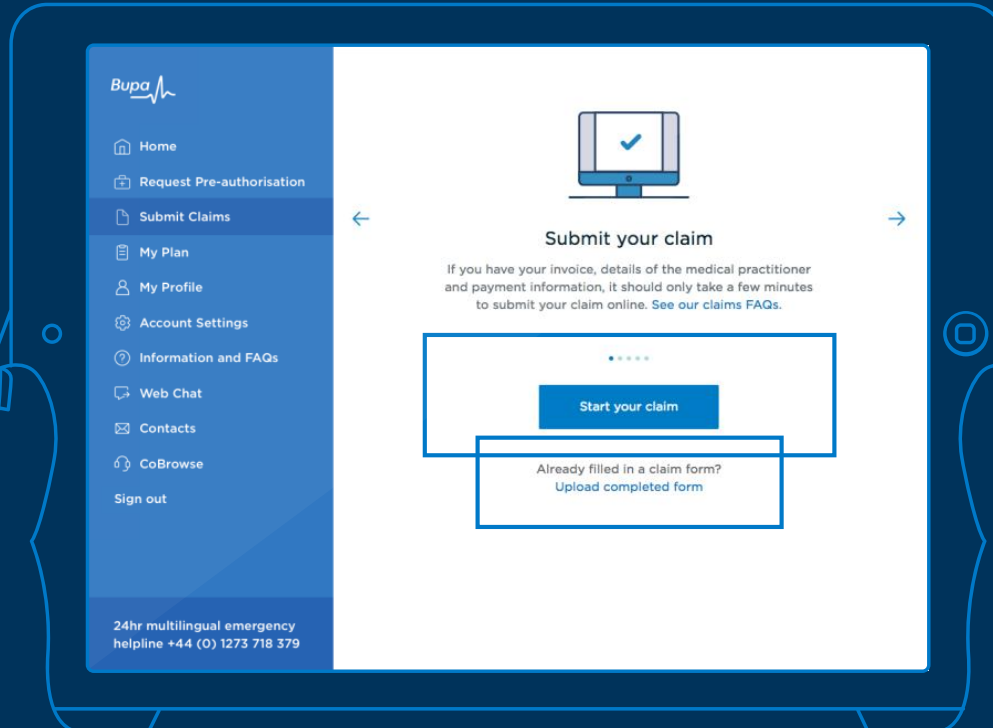 Bupa
Home
Request Pre-authorisation
Submit Claims
My Plan
My Profile
Account Settings
Information and FAQs
Web Chat
Contacts
CoBrowse
Sign out
24hr multilingual emergency
helpline +44 (0) 1273 718 379
Submit your claim
If you have your invoice, details of the medical practitioner
and payment information, it should only take a few minutes
to submit your claim online. See our claims FAQs.
Start your claim
Already filled in a claim form?
Upload completed form